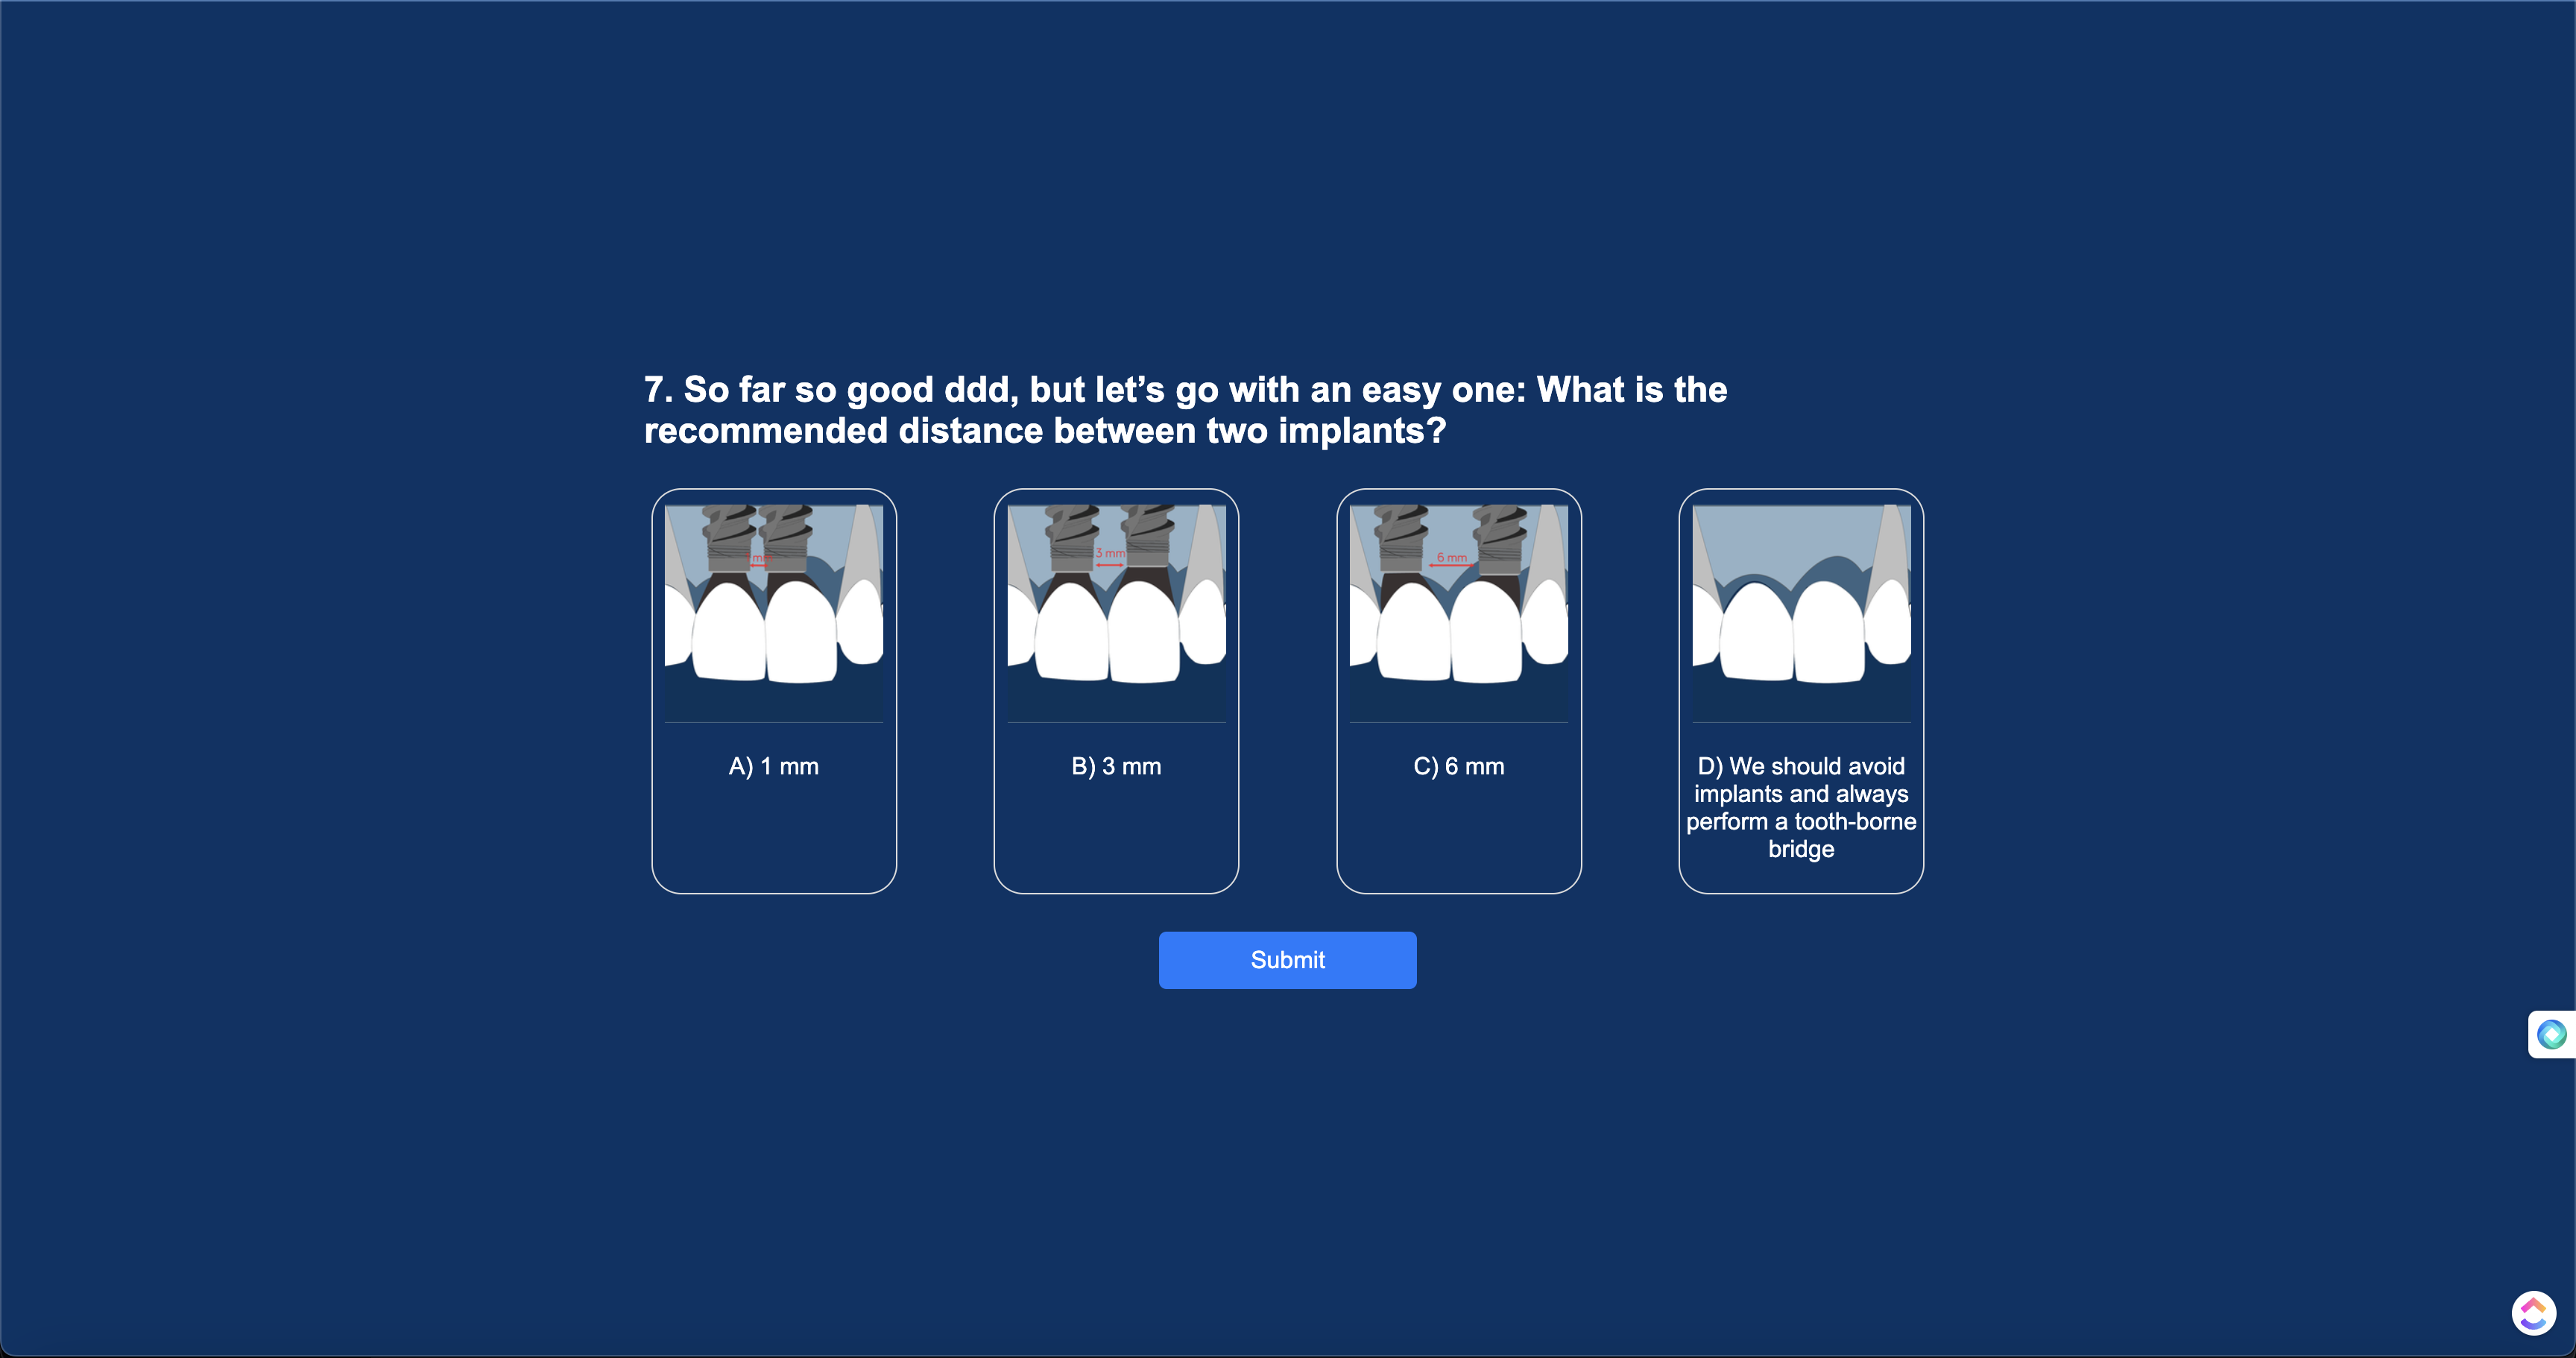 7. So far so good ddd, but let’s go with an easy one: What is the
recommended distance between two implants?
mm
3 mm
6 mm
A) 1 mm
B) 3 mm
C) 6 mm
D) We should avoid
implants and always
perform a tooth-borne
bridge
Submit